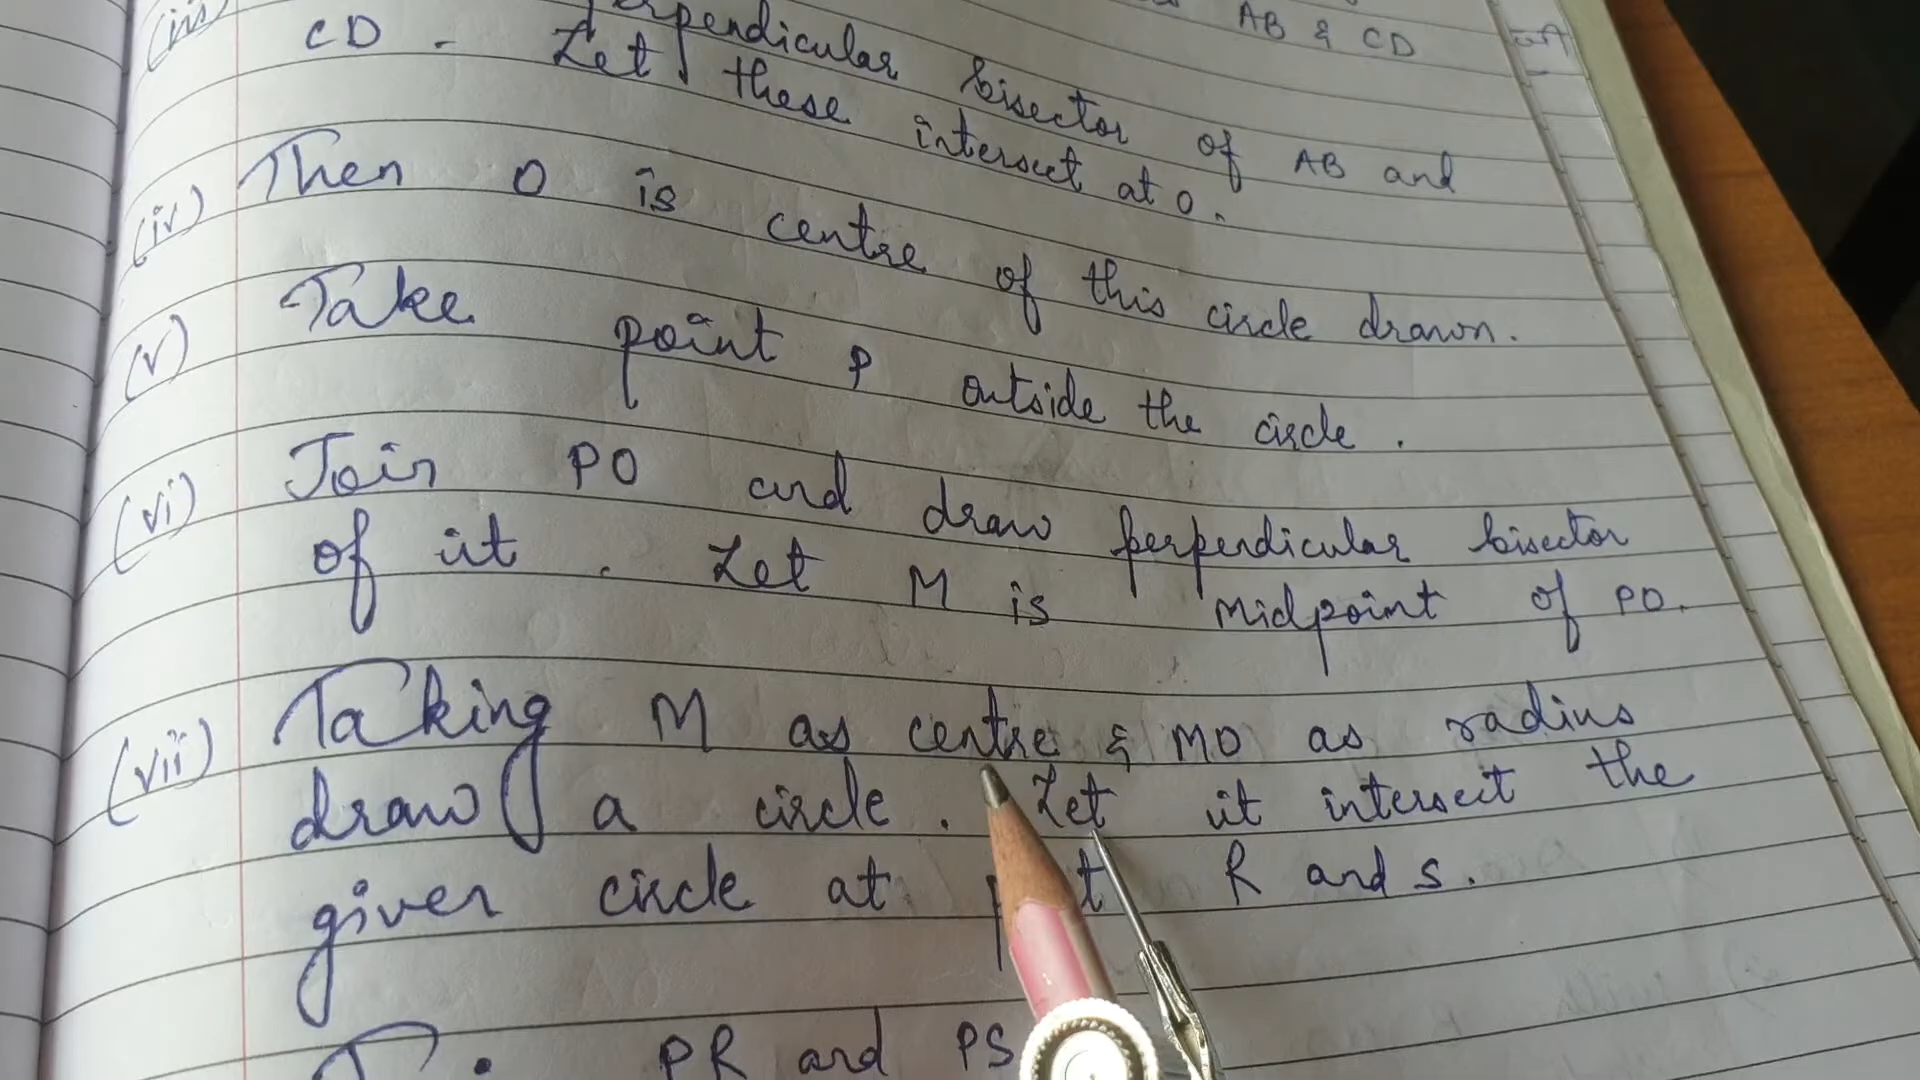 AB & CD
(iii) perpendicular bisector of AB and
CD. Let these intersect at O.
(iv) Then O is centre of this circle drawn.
(v) Take point P outside the circle.
(vi) Join PO and draw perpendicular bisector
of it. Let M is midpoint of PO.
(vii) Taking M as centre & MO as radius
draw a circle. Let it intersect the
given circle at R and S.
PR and PS